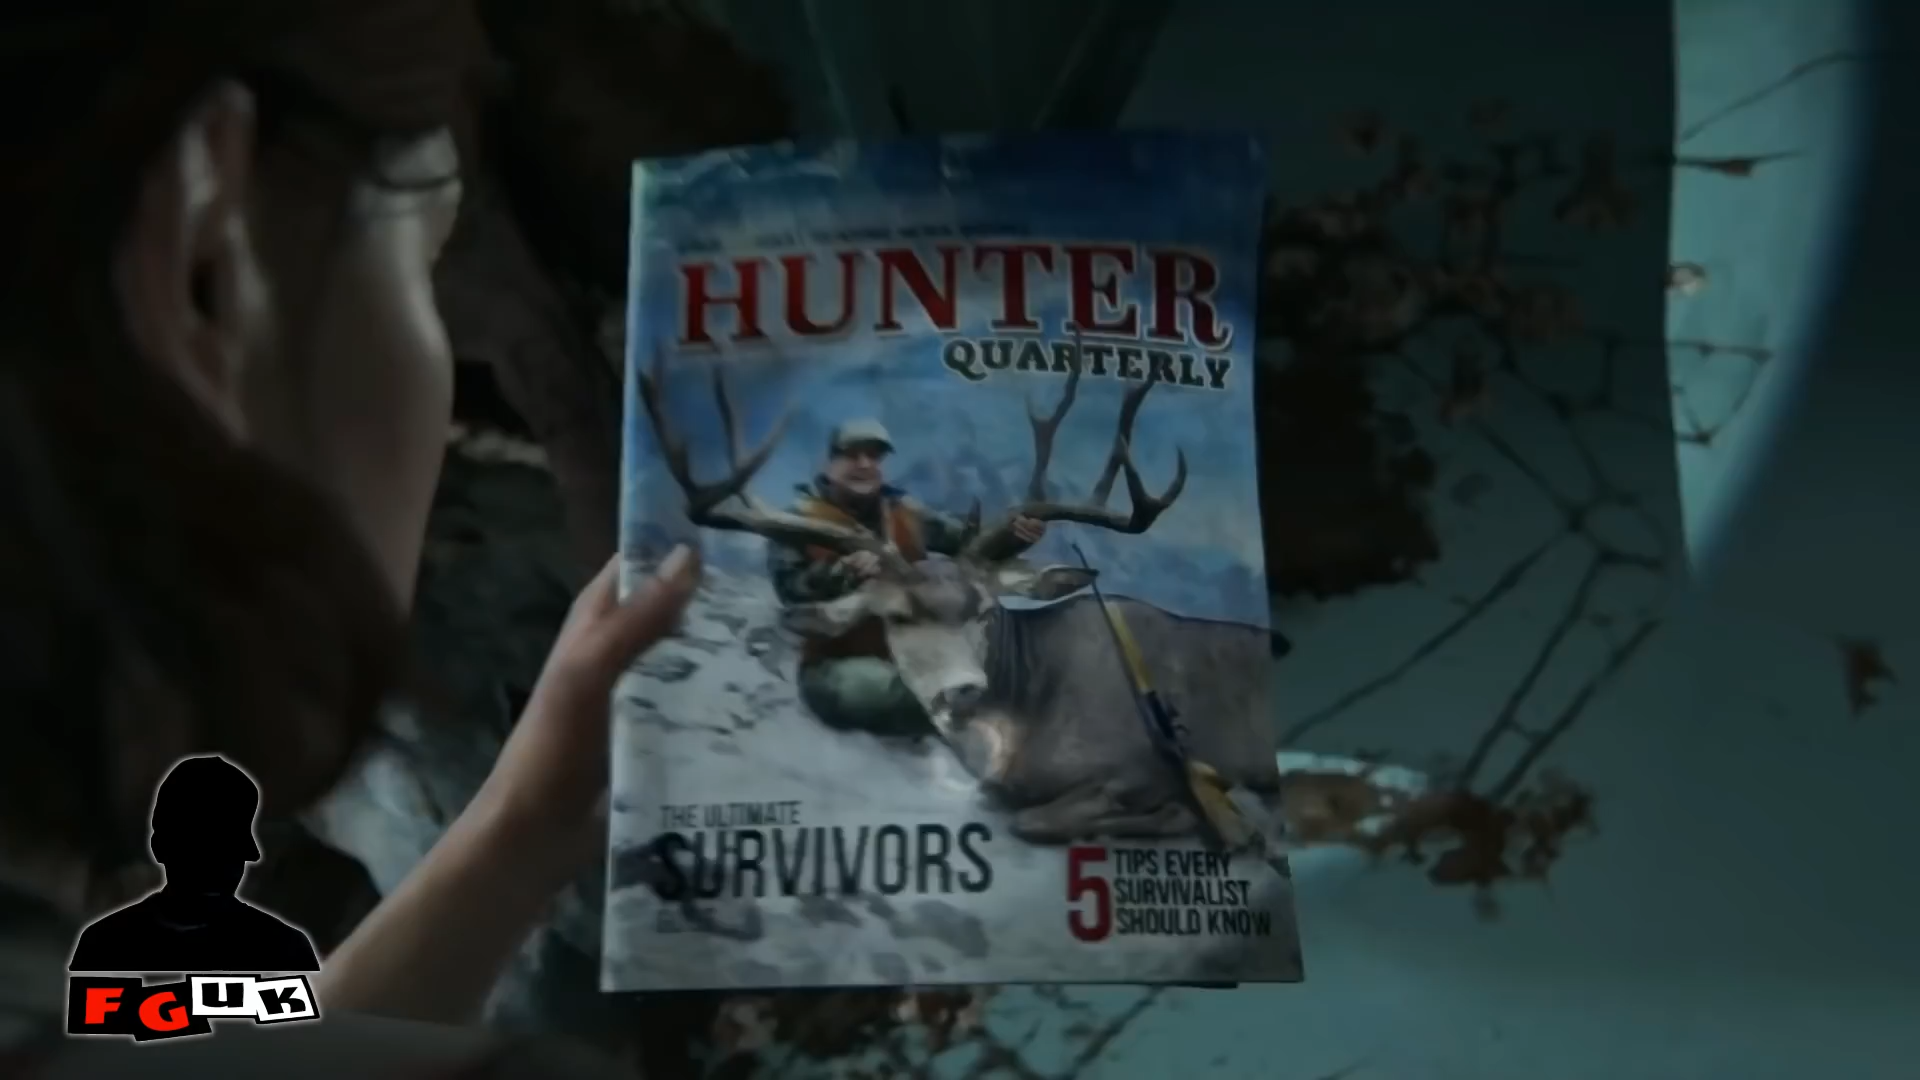 HUNTER
QUARTERLY
THE ULTIMATE
SURVIVORS
5 TIPS EVERY
SURVIVALIST
SHOULD KNOW
FGUK